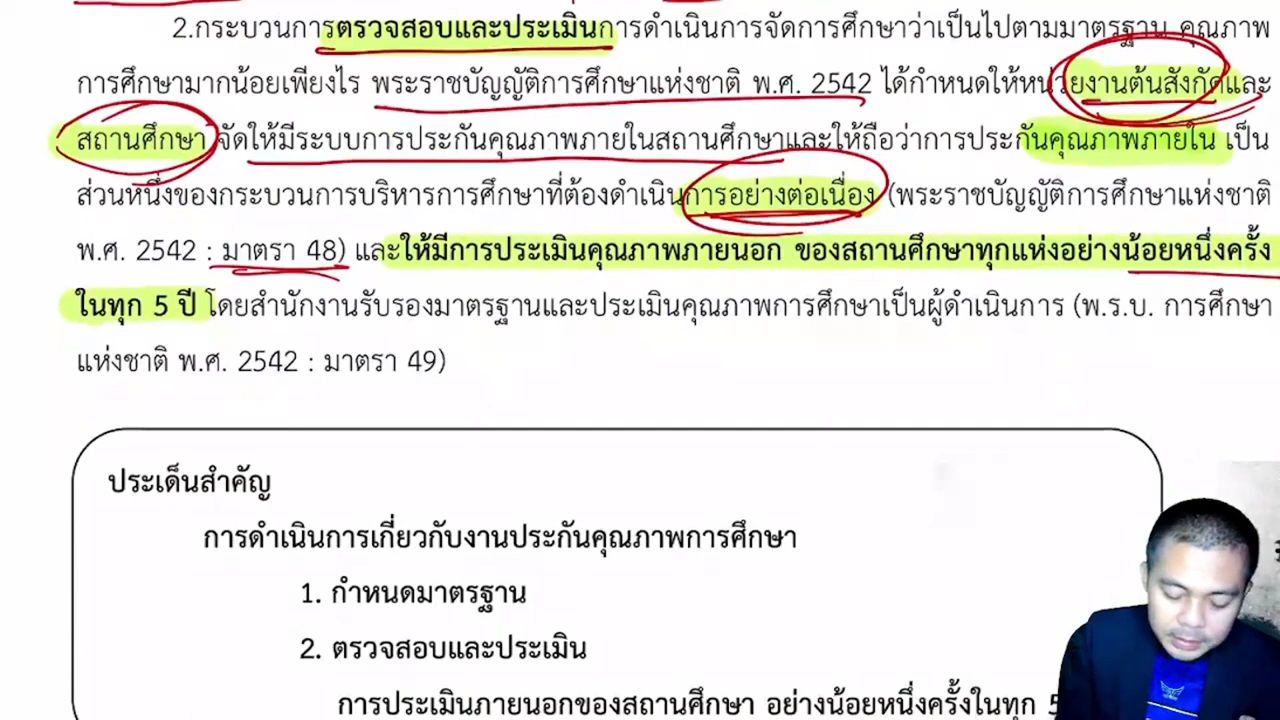 2.กระบวนการตรวจสอบและประเมินการดำเนินการจัดการศึกษาว่าเป็นไปตามมาตรฐาน คุณภาพ
การศึกษามากน้อยเพียงไร พระราชบัญญัติการศึกษาแห่งชาติ พ.ศ. 2542 ได้กำหนดให้หน่วยงานต้นสังกัดและ
สถานศึกษา จัดให้มีระบบการประกันคุณภาพภายในสถานศึกษาและให้ถือว่าการประกันคุณภาพภายใน เป็น
ส่วนหนึ่งของกระบวนการบริหารการศึกษาที่ต้องดำเนินการอย่างต่อเนื่อง (พระราชบัญญัติการศึกษาแห่งชาติ
พ.ศ. 2542 : มาตรา 48) และให้มีการประเมินคุณภาพภายนอก ของสถานศึกษาทุกแห่งอย่างน้อยหนึ่งครั้ง
ในทุก 5 ปี โดยสำนักงานรับรองมาตรฐานและประเมินคุณภาพการศึกษาเป็นผู้ดำเนินการ (พ.ร.บ. การศึกษา
แห่งชาติ พ.ศ. 2542 : มาตรา 49)
ประเด็นสำคัญ
การดำเนินการเกี่ยวกับงานประกันคุณภาพการศึกษา
1. กำหนดมาตรฐาน
2. ตรวจสอบและประเมิน
การประเมินภายนอกของสถานศึกษา อย่างน้อยหนึ่งครั้งในทุก 5